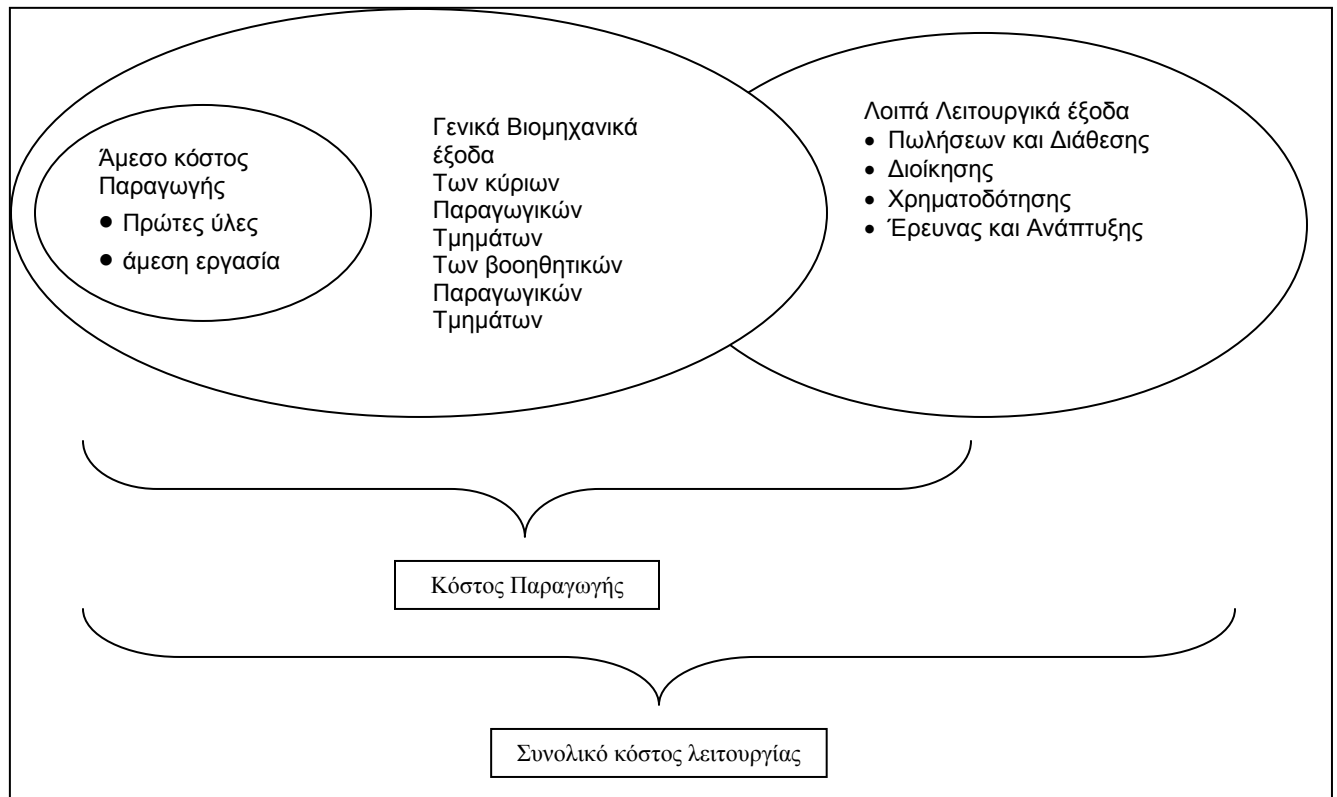 Άμεσο κόστος
Παραγωγής
• Πρώτες ύλες
• άμεση εργασία
Γενικά Βιομηχανικά
έξοδα
Των κύριων
Παραγωγικών
Τμημάτων
Των βοοηθητικών
Παραγωγικών
Τμημάτων
Λοιπά Λειτουργικά έξοδα
• Πωλήσεων και Διάθεσης
• Διοίκησης
• Χρηματοδότησης
• Έρευνας και Ανάπτυξης
Κόστος Παραγωγής
Συνολικό κόστος λειτουργίας